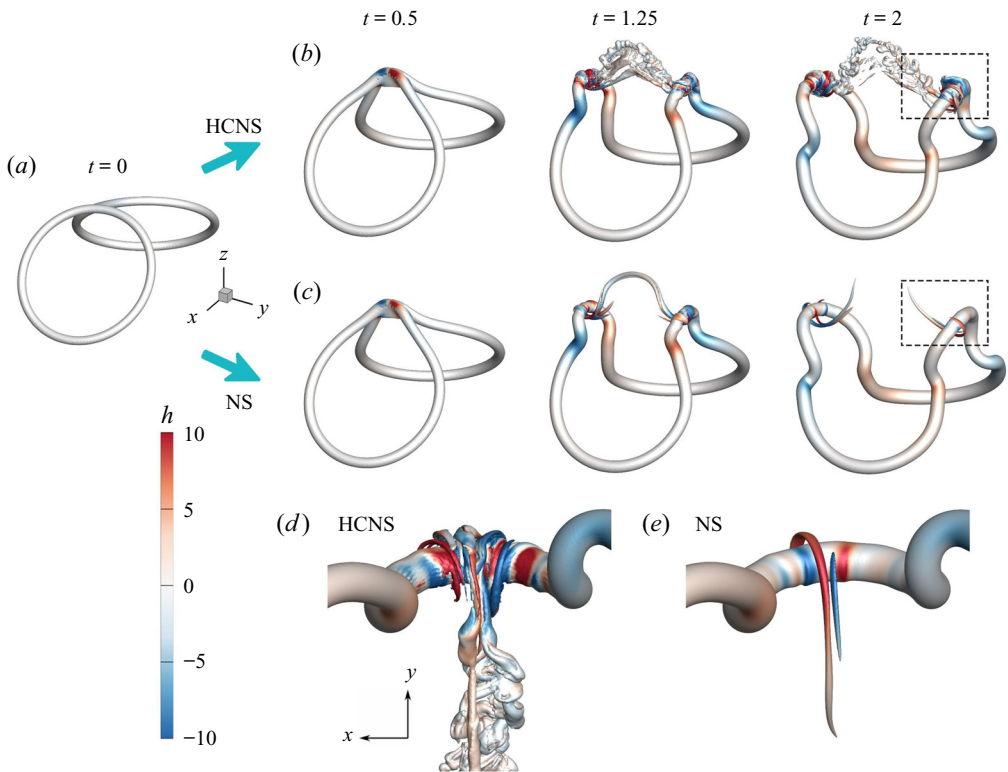 t = 0.5
t = 1.25
t = 2
(b)
HCNS
(a)
t = 0
z
x
y
(c)
NS
h
10
5
0
−5
−10
(d) HCNS
y
x
(e) NS